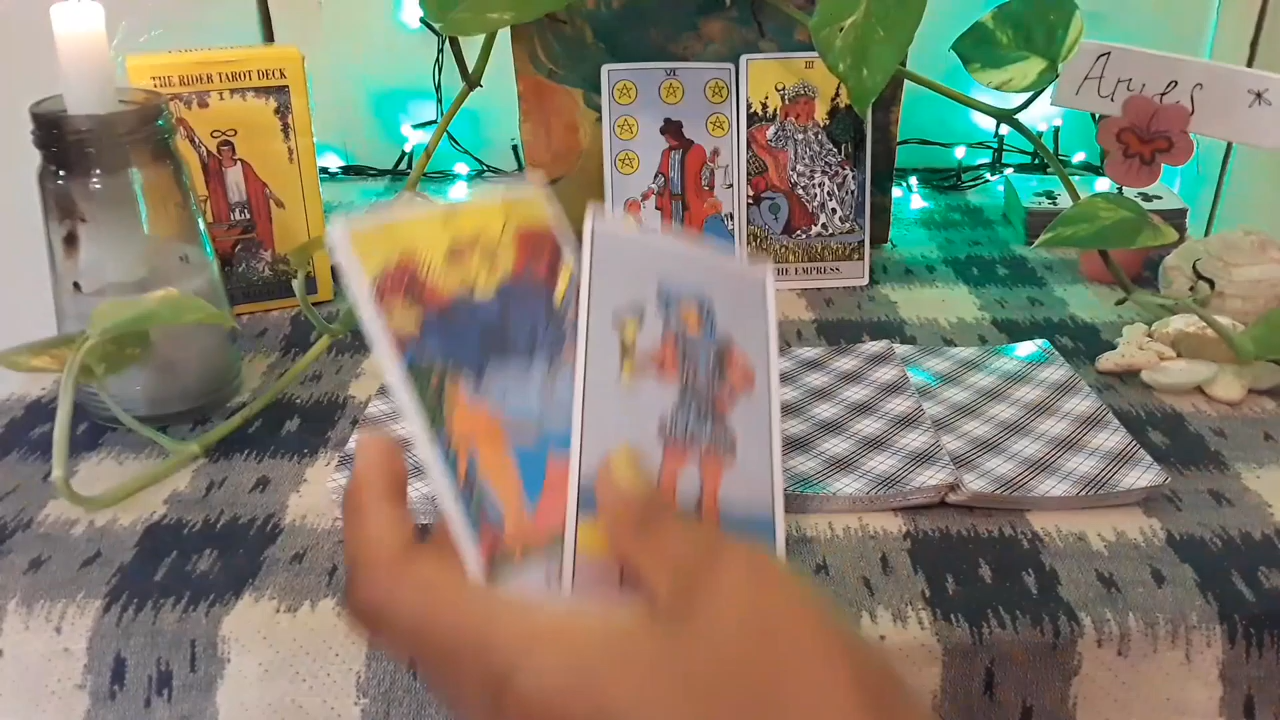 THE RIDER TAROT DECK
I
VI
III
THE EMPRESS.
Aries *